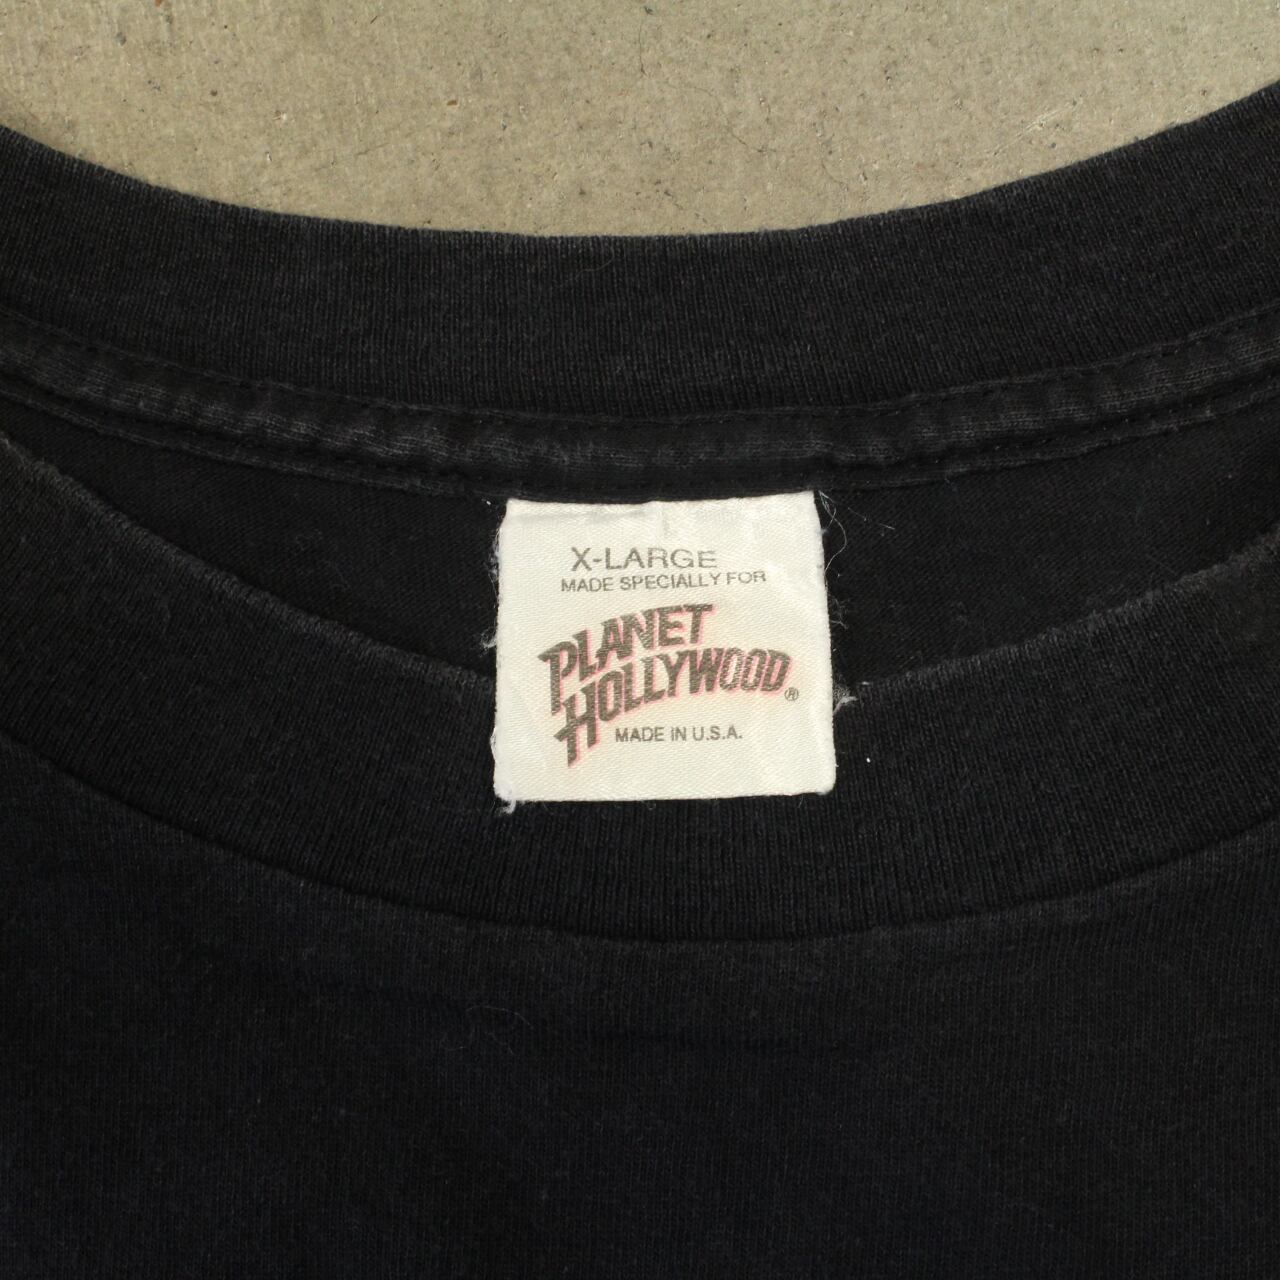 X-LARGE
MADE SPECIALLY FOR
PLANET
HOLLYWOOD®
MADE IN U.S.A.